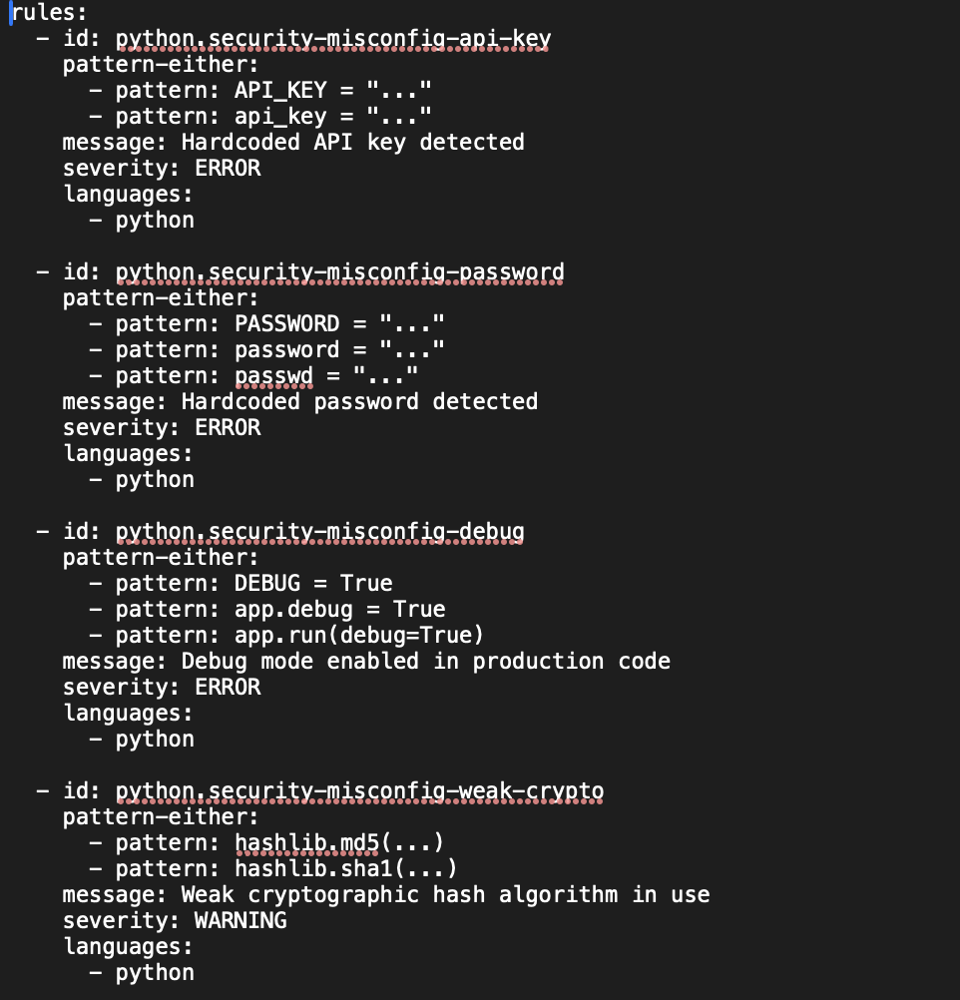 rules:
  - id: python.security-misconfig-api-key
    pattern-either:
      - pattern: API_KEY = "..."
      - pattern: api_key = "..."
    message: Hardcoded API key detected
    severity: ERROR
    languages:
      - python

  - id: python.security-misconfig-password
    pattern-either:
      - pattern: PASSWORD = "..."
      - pattern: password = "..."
      - pattern: passwd = "..."
    message: Hardcoded password detected
    severity: ERROR
    languages:
      - python

  - id: python.security-misconfig-debug
    pattern-either:
      - pattern: DEBUG = True
      - pattern: app.debug = True
      - pattern: app.run(debug=True)
    message: Debug mode enabled in production code
    severity: ERROR
    languages:
      - python

  - id: python.security-misconfig-weak-crypto
    pattern-either:
      - pattern: hashlib.md5(...)
      - pattern: hashlib.sha1(...)
    message: Weak cryptographic hash algorithm in use
    severity: WARNING
    languages:
      - python